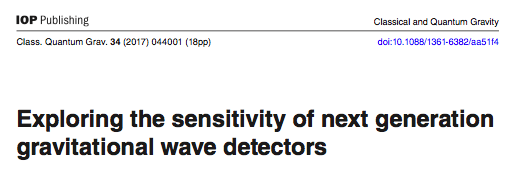 IOP Publishing
Classical and Quantum Gravity
Class. Quantum Grav. 34 (2017) 044001 (18pp)
doi:10.1088/1361-6382/aa51f4
Exploring the sensitivity of next generation
gravitational wave detectors